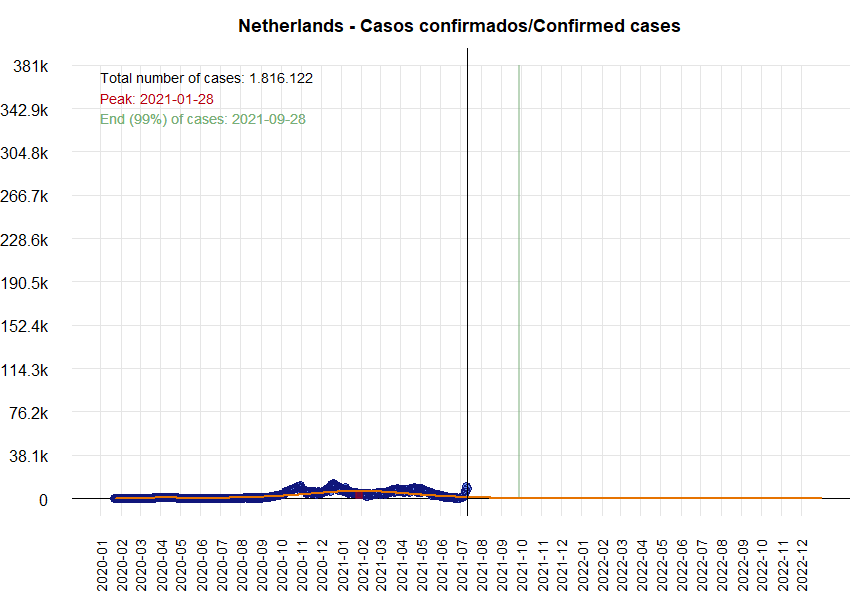 Netherlands - Casos confirmados/Confirmed cases
381k
Total number of cases: 1.816.122
Peak: 2021-01-28
342.9k
End (99%) of cases: 2021-09-28
304.8k
266.7k
228.6k
190.5k
152.4k
114.3k
76.2k
38.1k
0
2020-01
2020-02
2020-03
2020-04
2020-05
2020-06
2020-07
2020-08
2020-09
2020-10
2020-11
2020-12
2021-01
2021-02
2021-03
2021-04
2021-05
2021-06
2021-07
2021-08
2021-09
2021-10
2021-11
2021-12
2022-01
2022-02
2022-03
2022-04
2022-05
2022-06
2022-07
2022-08
2022-09
2022-10
2022-11
2022-12